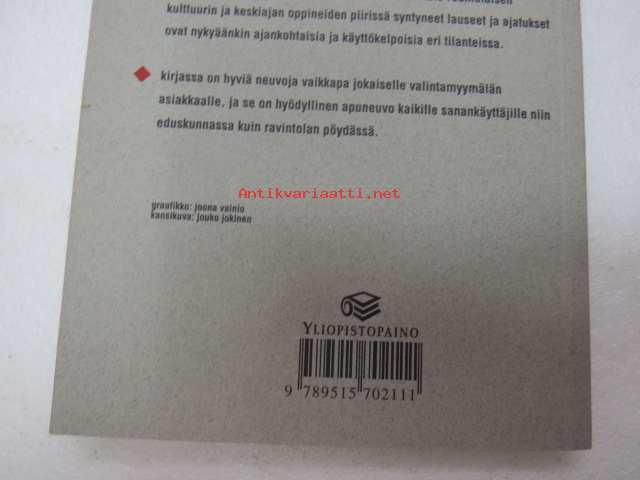 kulttuurin ja keskiajan oppineiden piirissä syntyneet lauseet ja ajatukset
ovat nykyäänkin ajankohtaisia ja käyttökelpoisia eri tilanteissa.
kirjassa on hyviä neuvoja vaikkapa jokaiselle valintamyymälän
asiakkaalle, ja se on hyödyllinen apuneuvo kaikille sanankäyttäjille niin
eduskunnassa kuin ravintolan pöydässä.
Antikvariaatti.net
graafikko: joona vainio
kansikuva: jouko jokinen
YLIOPISTOPAINO
9 789515 702111